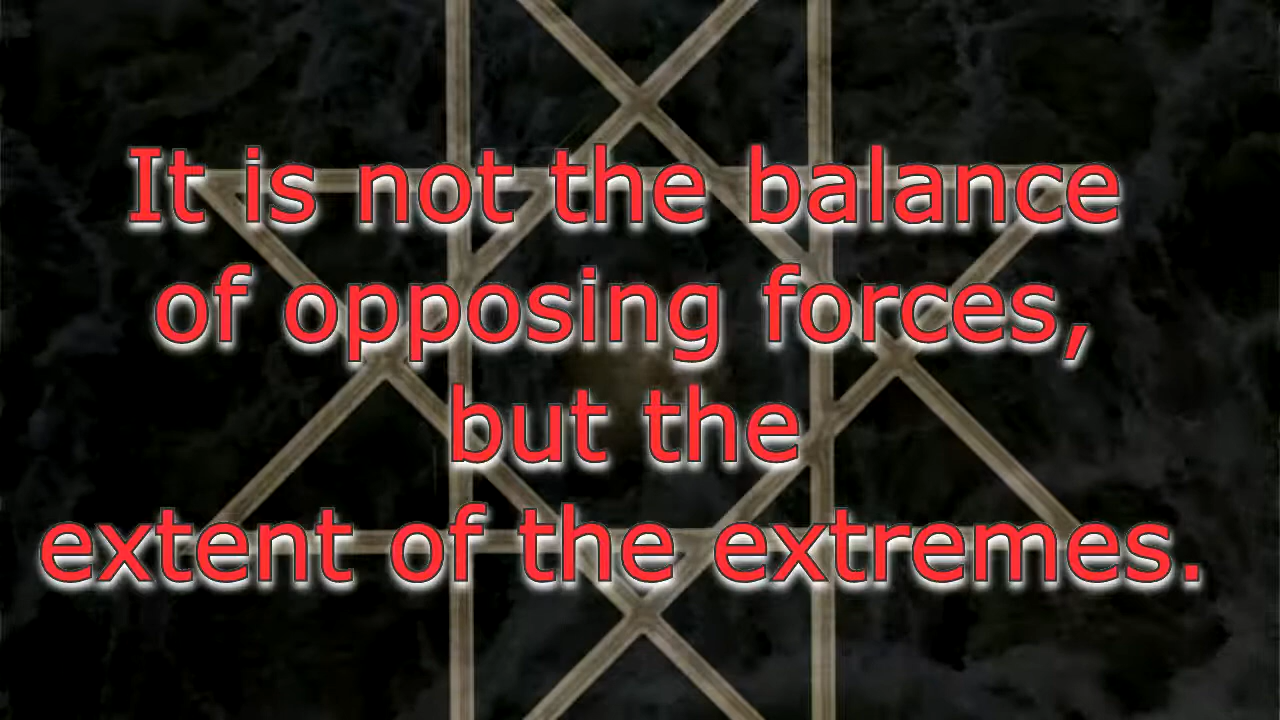 It is not the balance
of opposing forces,
but the
extent of the extremes.